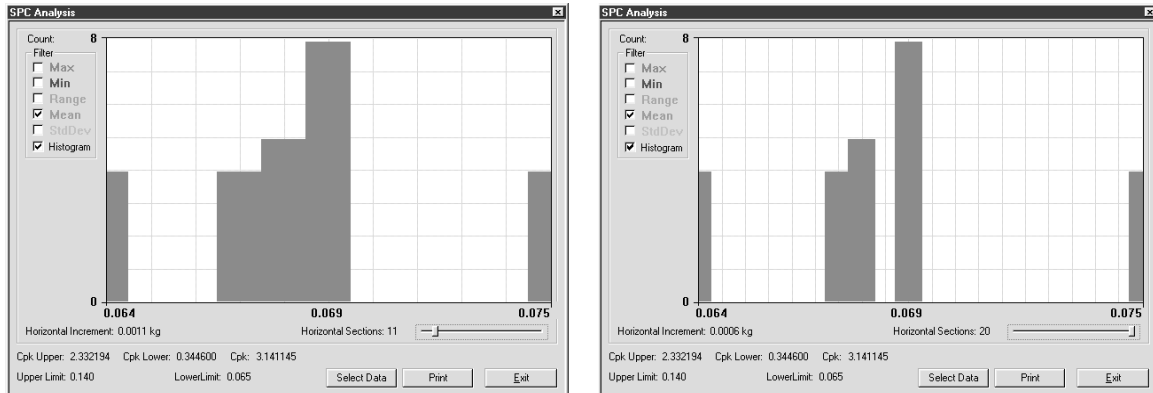 SPC Analysis
Count: 8
Filter
Max
Min
Range
Mean
StdDev
Histogram
0
0.064 0.069 0.075
Horizontal Increment: 0.0011 kg Horizontal Sections: 11
Cpk Upper: 2.332194 Cpk Lower: 0.344600 Cpk: 3.141145
Upper Limit: 0.140 LowerLimit: 0.065 Select Data Print Exit
SPC Analysis
Count: 8
Filter
Max
Min
Range
Mean
StdDev
Histogram
0
0.064 0.069 0.075
Horizontal Increment: 0.0006 kg Horizontal Sections: 20
Cpk Upper: 2.332194 Cpk Lower: 0.344600 Cpk: 3.141145
Upper Limit: 0.140 LowerLimit: 0.065 Select Data Print Exit